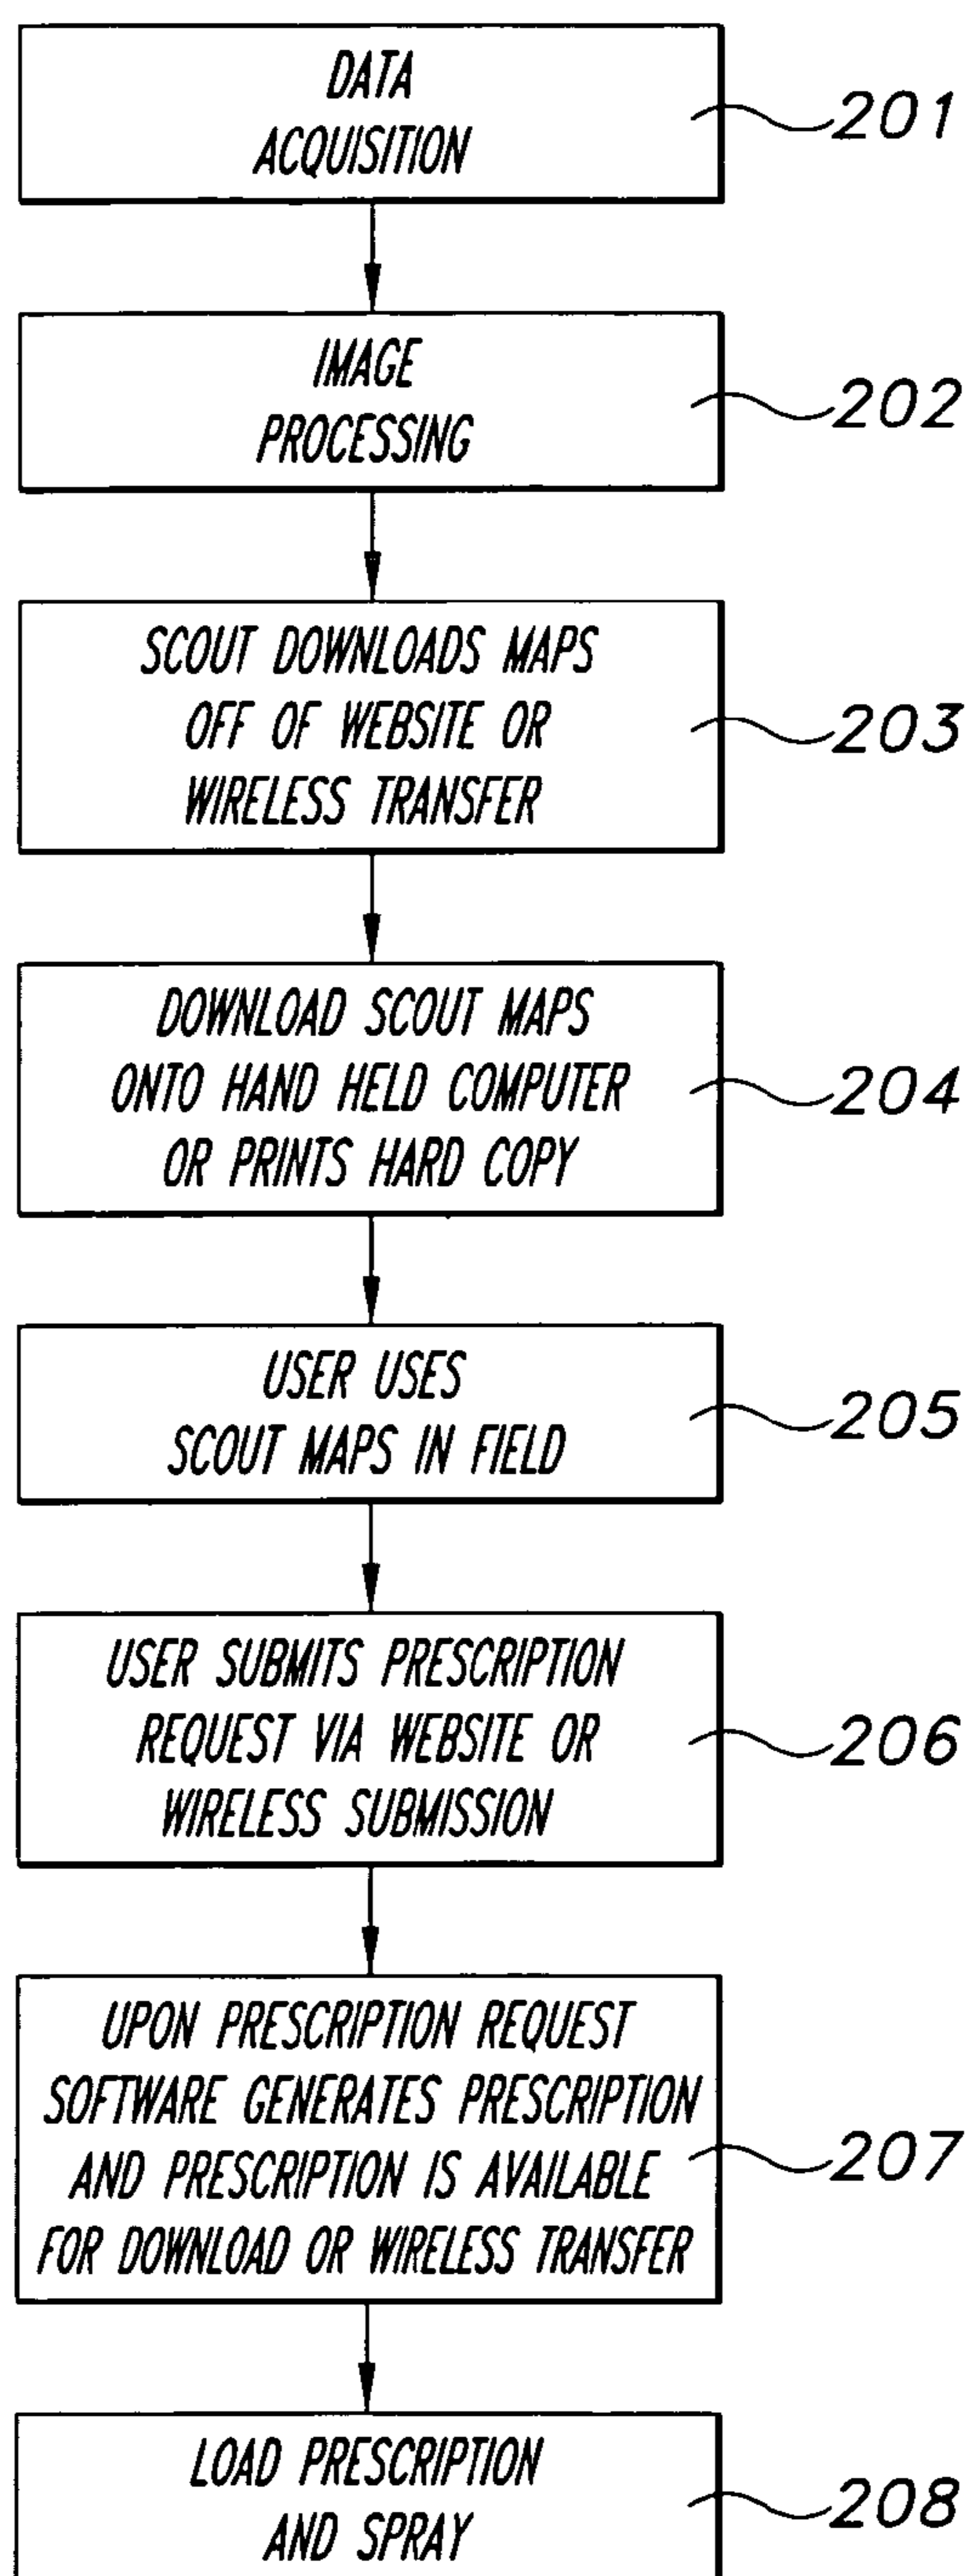 DATA
ACQUISITION
201
IMAGE
PROCESSING
202
SCOUT DOWNLOADS MAPS
OFF OF WEBSITE OR
WIRELESS TRANSFER
203
DOWNLOAD SCOUT MAPS
ONTO HAND HELD COMPUTER
OR PRINTS HARD COPY
204
USER USES
SCOUT MAPS IN FIELD
205
USER SUBMITS PRESCRIPTION
REQUEST VIA WEBSITE OR
WIRELESS SUBMISSION
206
UPON PRESCRIPTION REQUEST
SOFTWARE GENERATES PRESCRIPTION
AND PRESCRIPTION IS AVAILABLE
FOR DOWNLOAD OR WIRELESS TRANSFER
207
LOAD PRESCRIPTION
AND SPRAY
208